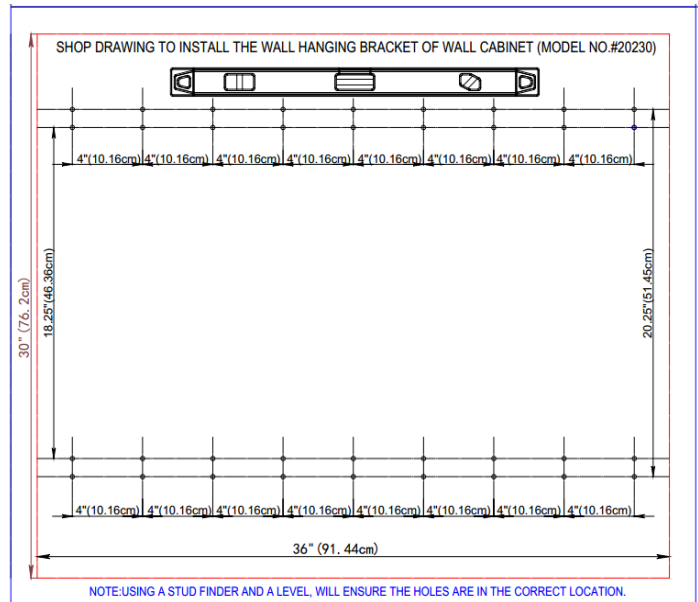 SHOP DRAWING TO INSTALL THE WALL HANGING BRACKET OF WALL CABINET (MODEL NO.#20230)
4"(10.16cm) 4"(10.16cm) 4"(10.16cm) 4"(10.16cm) 4"(10.16cm) 4"(10.16cm) 4"(10.16cm) 4"(10.16cm)
30"(76.2cm)
18.25"(46.36cm)
20.25"(51.45cm)
4"(10.16cm) 4"(10.16cm) 4"(10.16cm) 4"(10.16cm) 4"(10.16cm) 4"(10.16cm) 4"(10.16cm) 4"(10.16cm)
36"(91.44cm)
NOTE:USING A STUD FINDER AND A LEVEL, WILL ENSURE THE HOLES ARE IN THE CORRECT LOCATION.